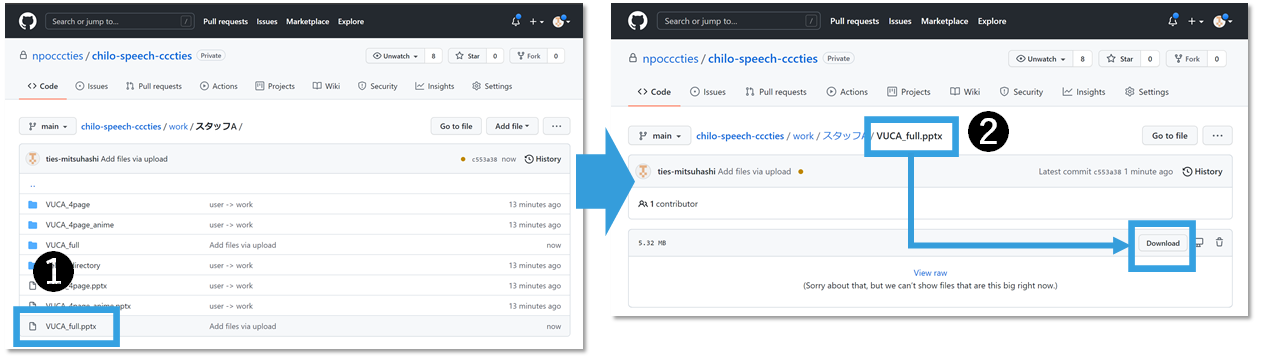 Search or jump to... /
Pull requests Issues Marketplace Explore
npocccties / chilo-speech-cccties Private
Unwatch 8 Star 0 Fork 0
<> Code Issues Pull requests Actions Projects Wiki Security Insights Settings
main chilo-speech-cccties / work / スタッフA / Go to file Add file ...
ties-mitsuhashi Add files via upload c553a38 now History
..
VUCA_4page user -> work 13 minutes ago
VUCA_4page_anime user -> work 13 minutes ago
VUCA_full Add files via upload now
1
directory user -> work 13 minutes ago
4page.pptx user -> work 13 minutes ago
VUCA_4page_anime.pptx user -> work 13 minutes ago
VUCA_full.pptx Add files via upload now
Search or jump to... /
Pull requests Issues Marketplace Explore
npocccties / chilo-speech-cccties Private
Unwatch 8 Star 0 Fork 0
<> Code Issues Pull requests Actions Projects Wiki Security Insights Settings
2
main chilo-speech-cccties / work / スタッフA / VUCA_full.pptx Go to file ...
ties-mitsuhashi Add files via upload Latest commit c553a38 1 minute ago History
1 contributor
5.32 MB Download
View raw
(Sorry about that, but we can't show files that are this big right now.)